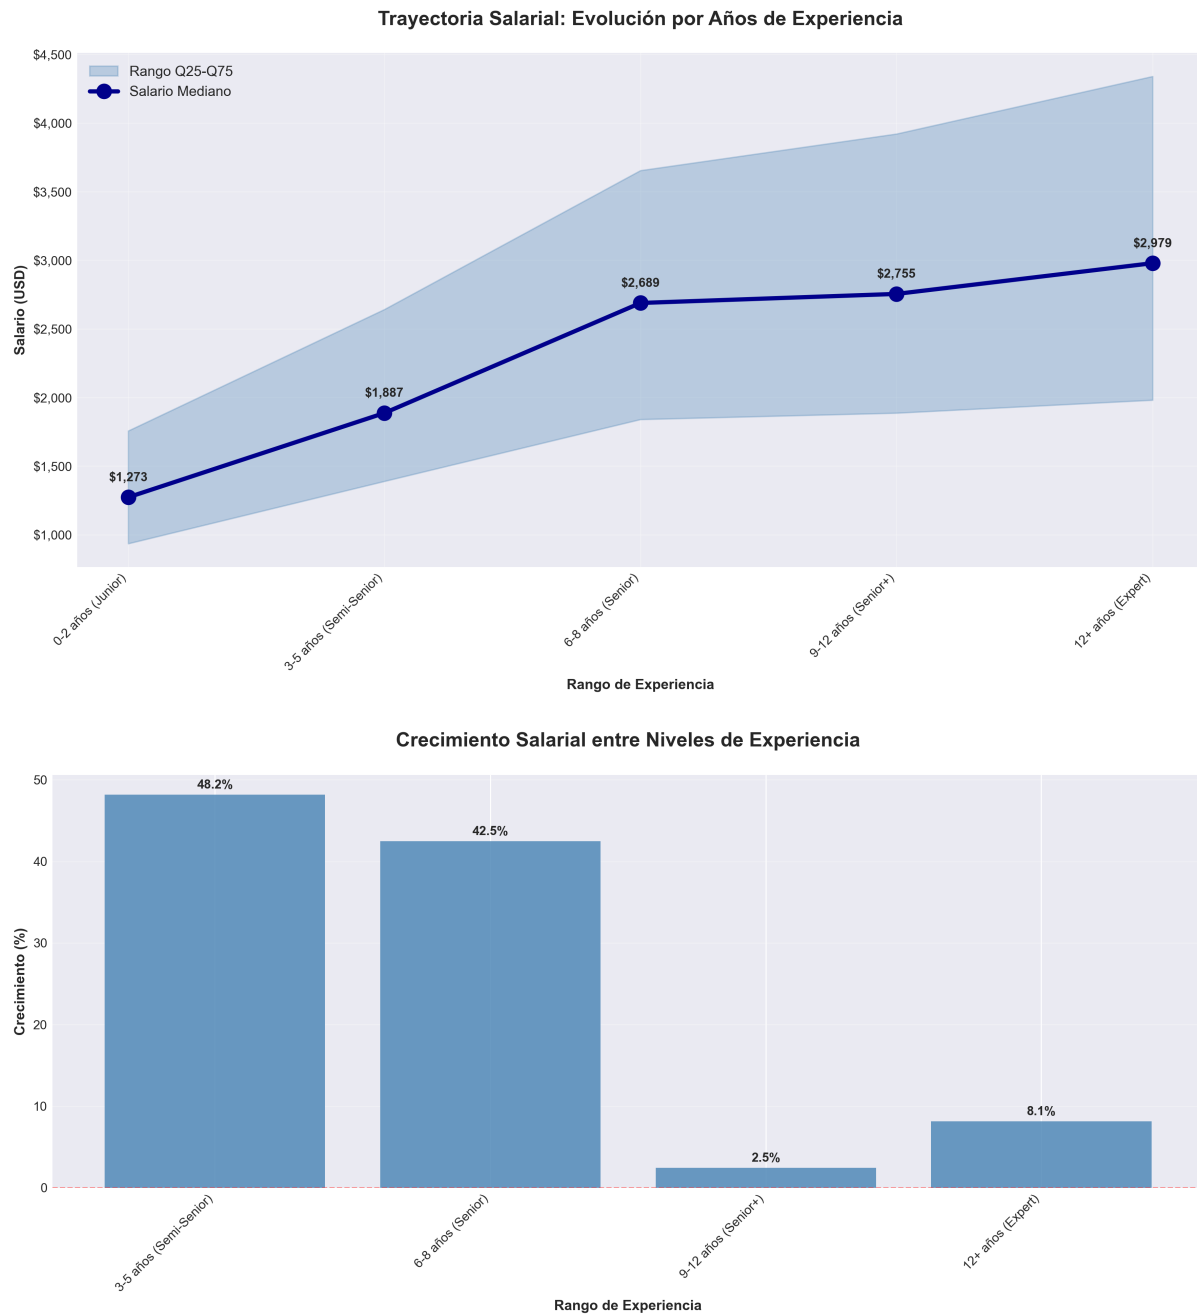 Trayectoria Salarial: Evolución por Años de Experiencia
$4,500
$4,000
$3,500
$3,000
$2,500
$2,000
$1,500
$1,000
Salario (USD)
Rango Q25-Q75
Salario Mediano
$1,273
$1,887
$2,689
$2,755
$2,979
0-2 años (Junior)
3-5 años (Semi-Senior)
6-8 años (Senior)
9-12 años (Senior+)
12+ años (Expert)
Rango de Experiencia
Crecimiento Salarial entre Niveles de Experiencia
50
40
30
20
10
0
Crecimiento (%)
48.2%
42.5%
2.5%
8.1%
3-5 años (Semi-Senior)
6-8 años (Senior)
9-12 años (Senior+)
12+ años (Expert)
Rango de Experiencia